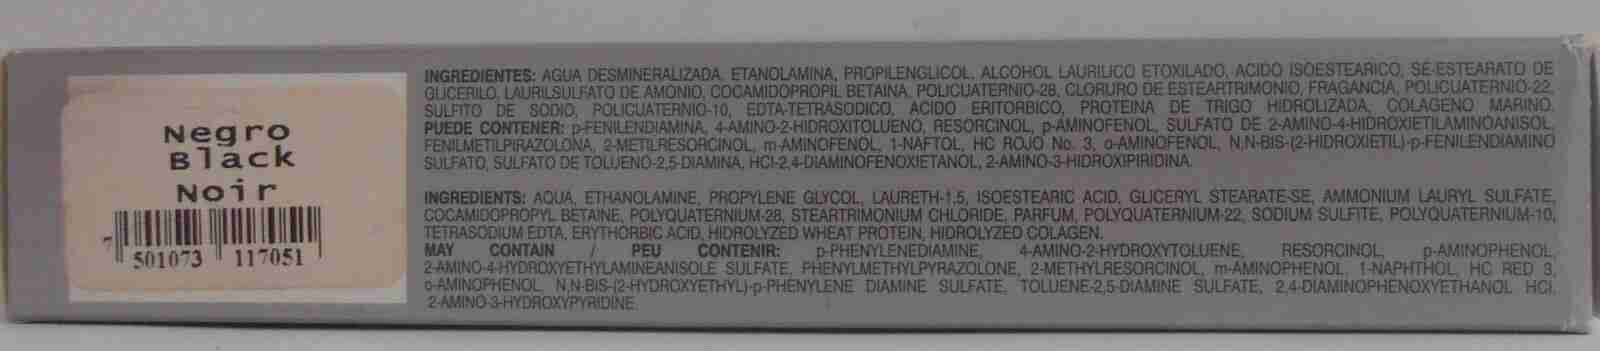 Negro
Black
Noir
7 501073 117051
INGREDIENTES: AGUA DESMINERALIZADA, ETANOLAMINA, PROPILENGLICOL, ALCOHOL LAURILICO ETOXILADO, ACIDO ISOESTEARICO, SE-ESTEARATO DE
GLICERILO, LAURILSULFATO DE AMONIO, COCAMIDOPROPIL BETAINA, POLICUATERNIO-28, CLORURO DE ESTEARTRIMONIO, FRAGANCIA, POLICUATERNIO-22,
SULFITO DE SODIO, POLICUATERNIO-10, EDTA-TETRASODICO, ACIDO ERITORBICO, PROTEINA DE TRIGO HIDROLIZADA, COLAGENO MARINO.
PUEDE CONTENER: p-FENILENDIAMINA, 4-AMINO-2-HIDROXITOLUENO, RESORCINOL, p-AMINOFENOL, SULFATO DE 2-AMINO-4-HIDROXIETILAMINOANISOL,
FENILMETILPIRAZOLONA, 2-METILRESORCINOL, m-AMINOFENOL, 1-NAFTOL, HC ROJO No. 3, o-AMINOFENOL, N,N-BIS-(2-HIDROXIETIL)-p-FENILENDIAMINO
SULFATO, SULFATO DE TOLUENO-2,5-DIAMINA, HCl-2,4-DIAMINOFENOXIETANOL, 2-AMINO-3-HIDROXIPIRIDINA.
INGREDIENTS: AQUA, ETHANOLAMINE, PROPYLENE GLYCOL, LAURETH-1.5, ISOESTEARIC ACID, GLICERYL STEARATE-SE, AMMONIUM LAURYL SULFATE,
COCAMIDOPROPYL BETAINE, POLYQUATERNIUM-28, STEARTRIMONIUM CHLORIDE, PARFUM, POLYQUATERNIUM-22, SODIUM SULFITE, POLYQUATERNIUM-10,
TETRASODIUM EDTA, ERYTHORBIC ACID, HIDROLYZED WHEAT PROTEIN, HIDROLYZED COLAGEN.
MAY CONTAIN / PEU CONTENIR: p-PHENYLENEDIAMINE, 4-AMINO-2-HYDROXYTOLUENE, RESORCINOL, p-AMINOPHENOL,
2-AMINO-4-HYDROXYETHYLAMINEANISOLE SULFATE, PHENYLMETHYLPYRAZOLONE, 2-METHYLRESORCINOL, m-AMINOPHENOL, 1-NAPHTHOL, HC RED 3,
o-AMINOPHENOL, N,N-BIS-(2-HYDROXYETHYL)-p-PHENYLENE DIAMINE SULFATE, TOLUENE-2,5-DIAMINE SULFATE, 2,4-DIAMINOPHENOXYETHANOL HCl,
2-AMINO-3-HYDROXYPYRIDINE.